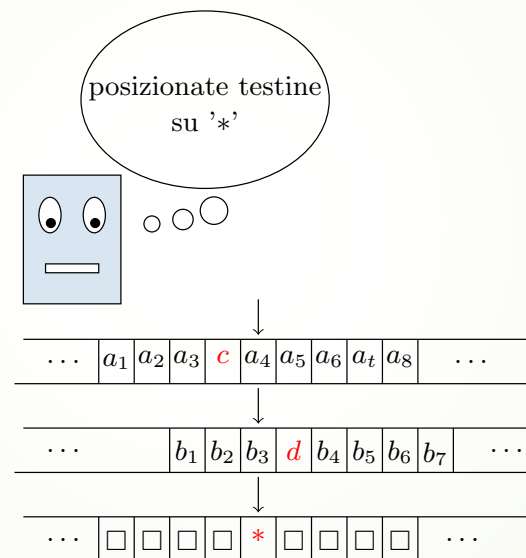 posizionate testine
su '*'
... a₁ a₂ a₃ c a₄ a₅ a₆ aₜ a₈ ...
... b₁ b₂ b₃ d b₄ b₅ b₆ b₇ ...
... □ □ □ □ * □ □ □ □ ...